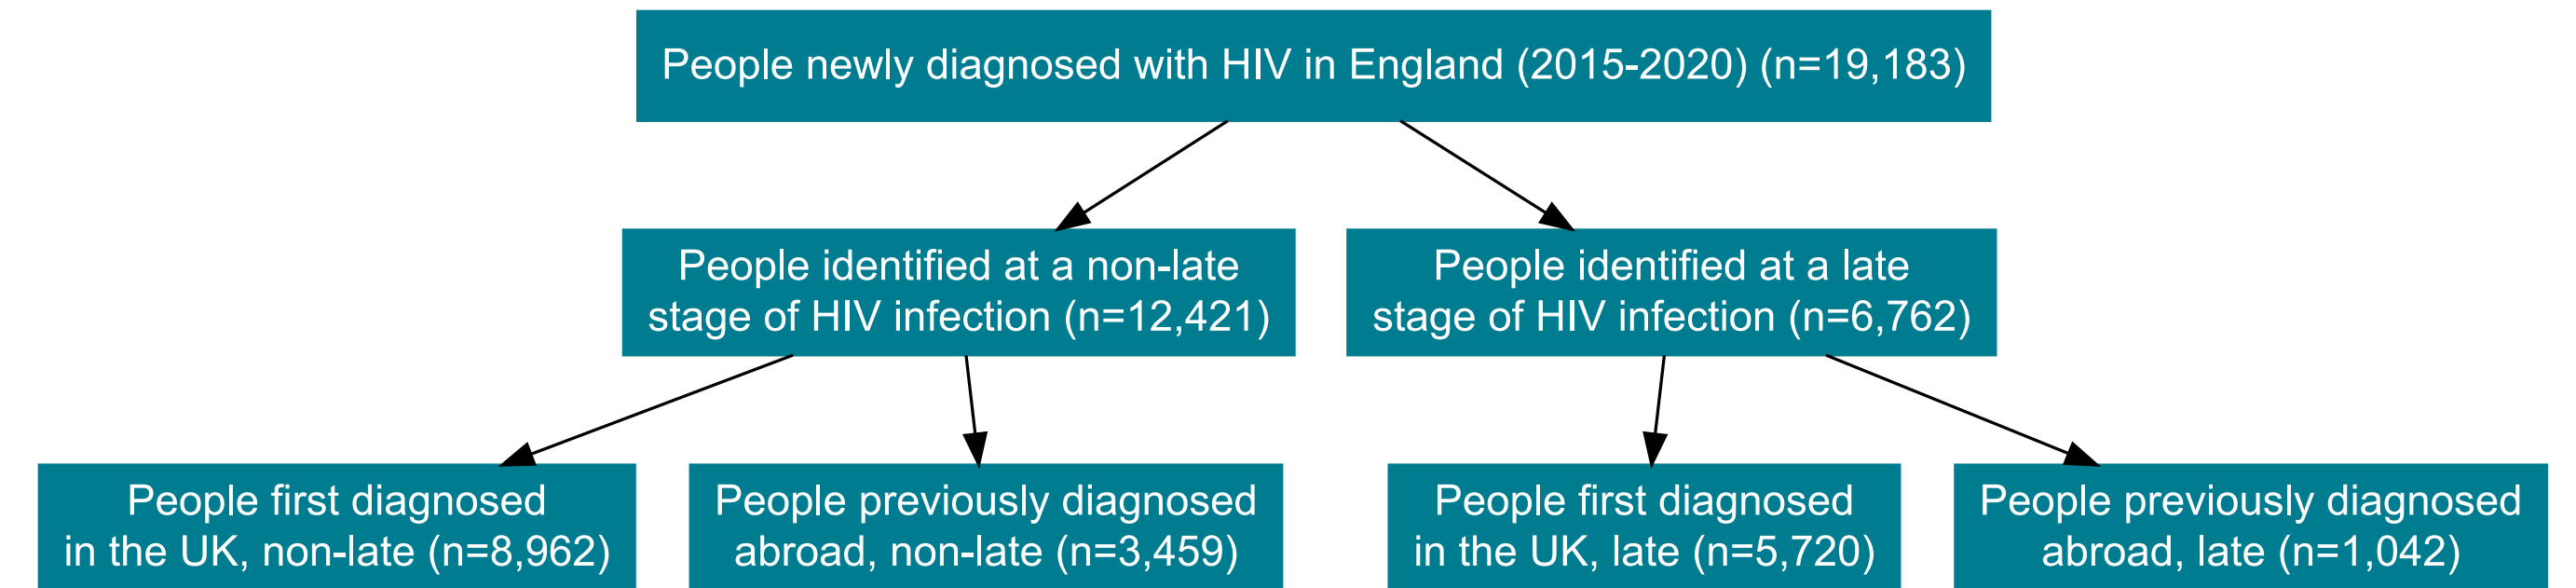 People newly diagnosed with HIV in England (2015-2020) (n=19,183)
People identified at a non-late
stage of HIV infection (n=12,421)
People identified at a late
stage of HIV infection (n=6,762)
People first diagnosed
in the UK, non-late (n=8,962)
People previously diagnosed
abroad, non-late (n=3,459)
People first diagnosed
in the UK, late (n=5,720)
People previously diagnosed
abroad, late (n=1,042)